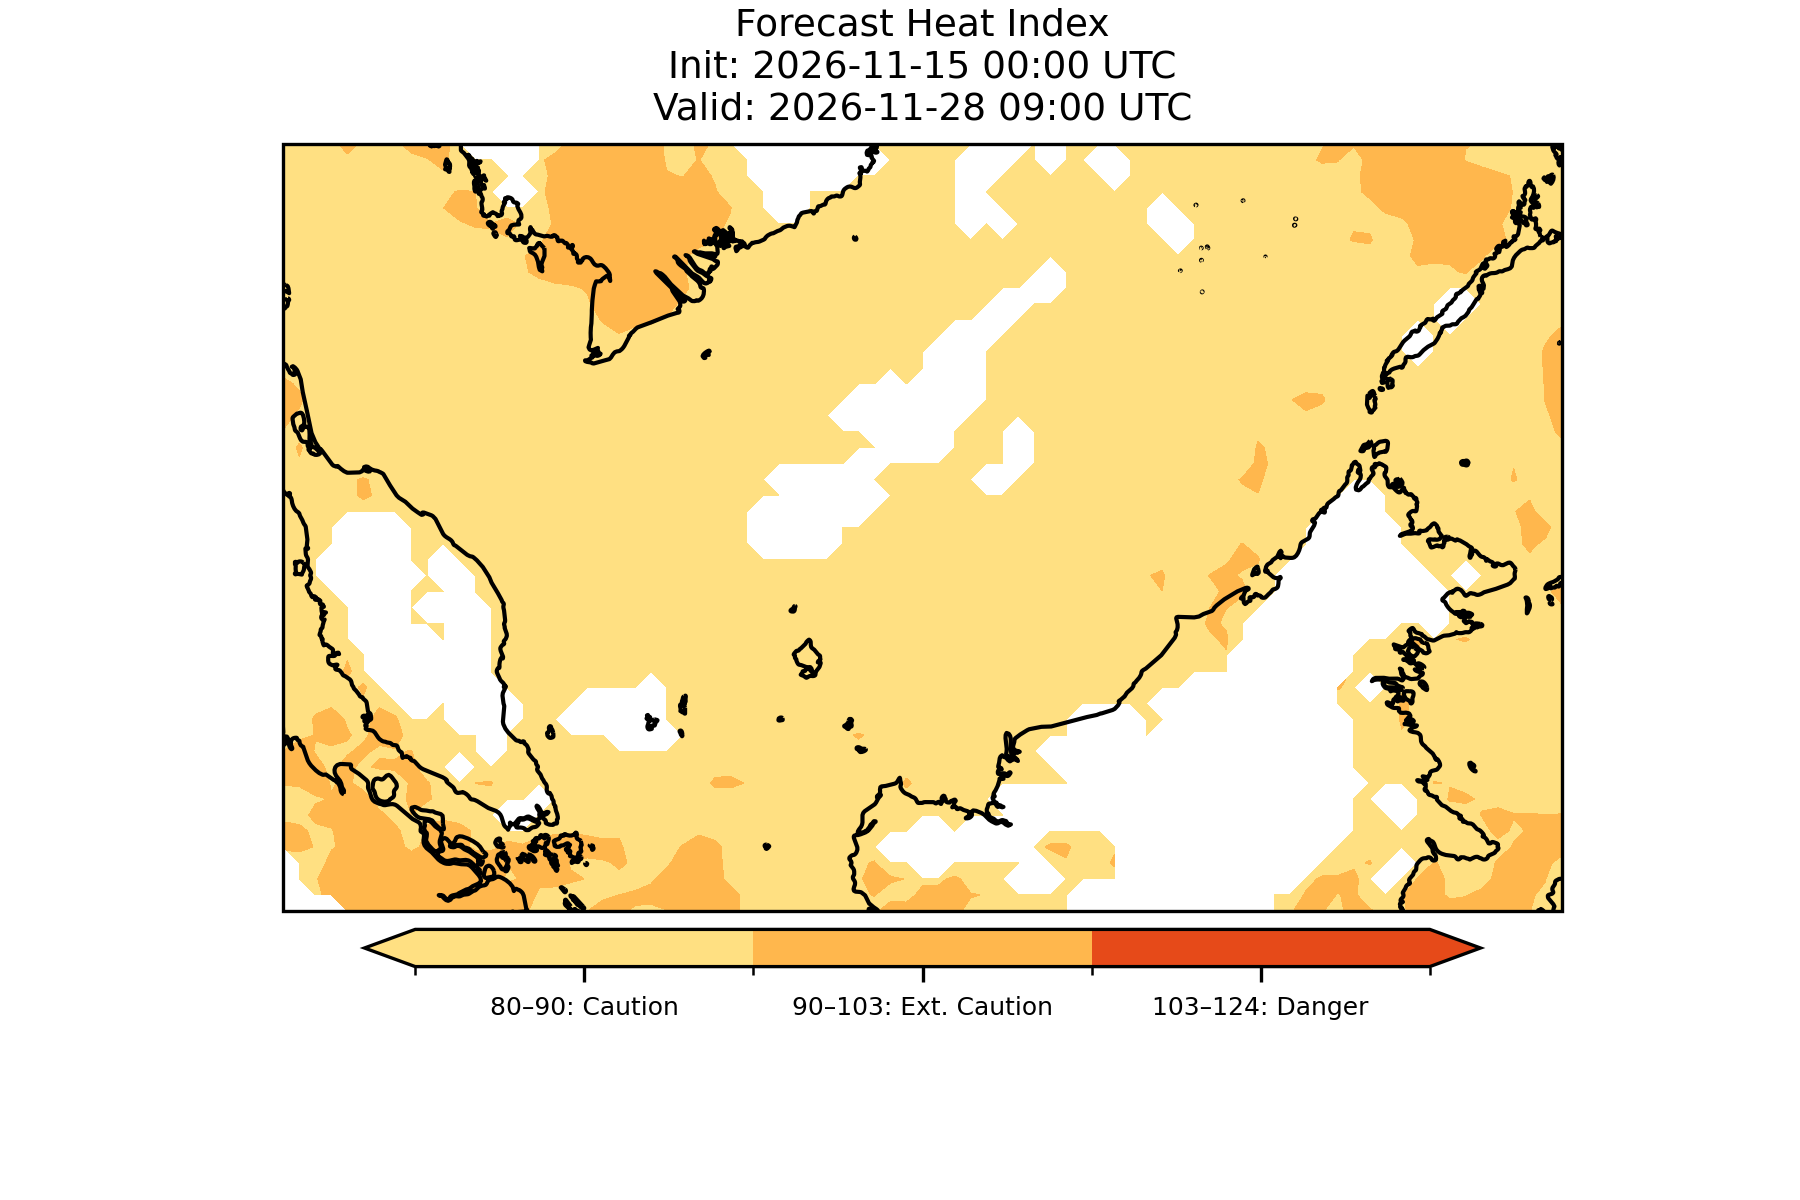 Forecast Heat Index
Init: 2026-11-15 00:00 UTC
Valid: 2026-11-28 09:00 UTC
80–90: Caution
90–103: Ext. Caution
103–124: Danger